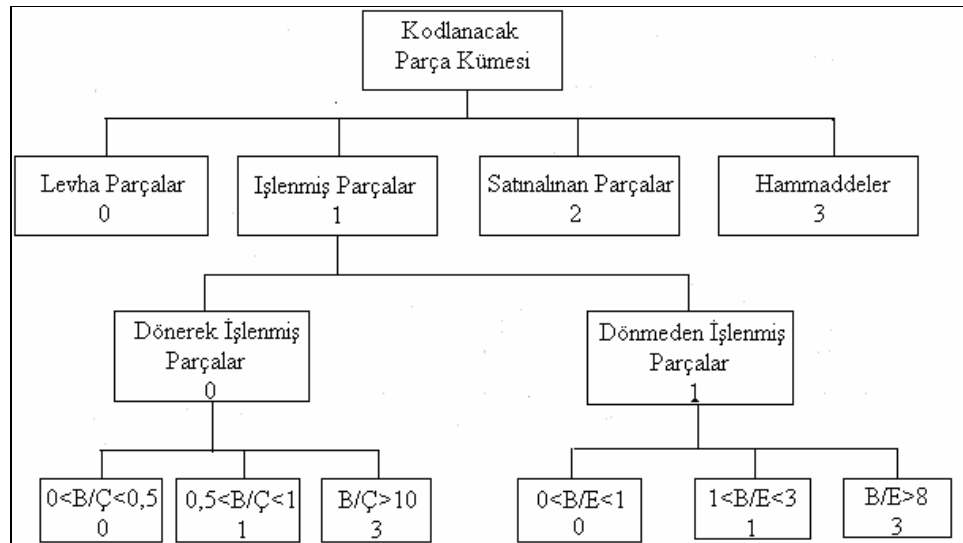 Kodlanacak
Parça Kümesi
Levha Parçalar
0
Işlenmiş Parçalar
1
Satınalınan Parçalar
2
Hammaddeler
3
Dönerek İşlenmiş
Parçalar
0
Dönmeden İşlenmiş
Parçalar
1
0<B/Ç<0,5
0
0,5<B/Ç<1
1
B/Ç>10
3
0<B/E<1
0
1<B/E<3
1
B/E>8
3